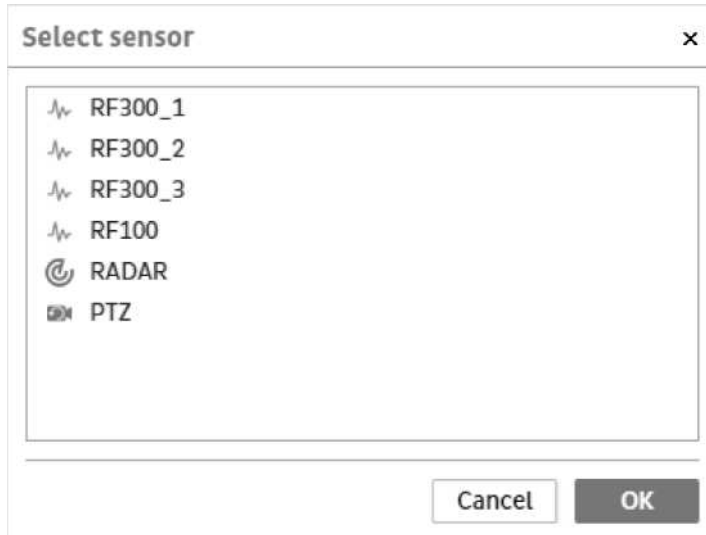 Select sensor ×
RF300_1
RF300_2
RF300_3
RF100
RADAR
PTZ
Cancel OK